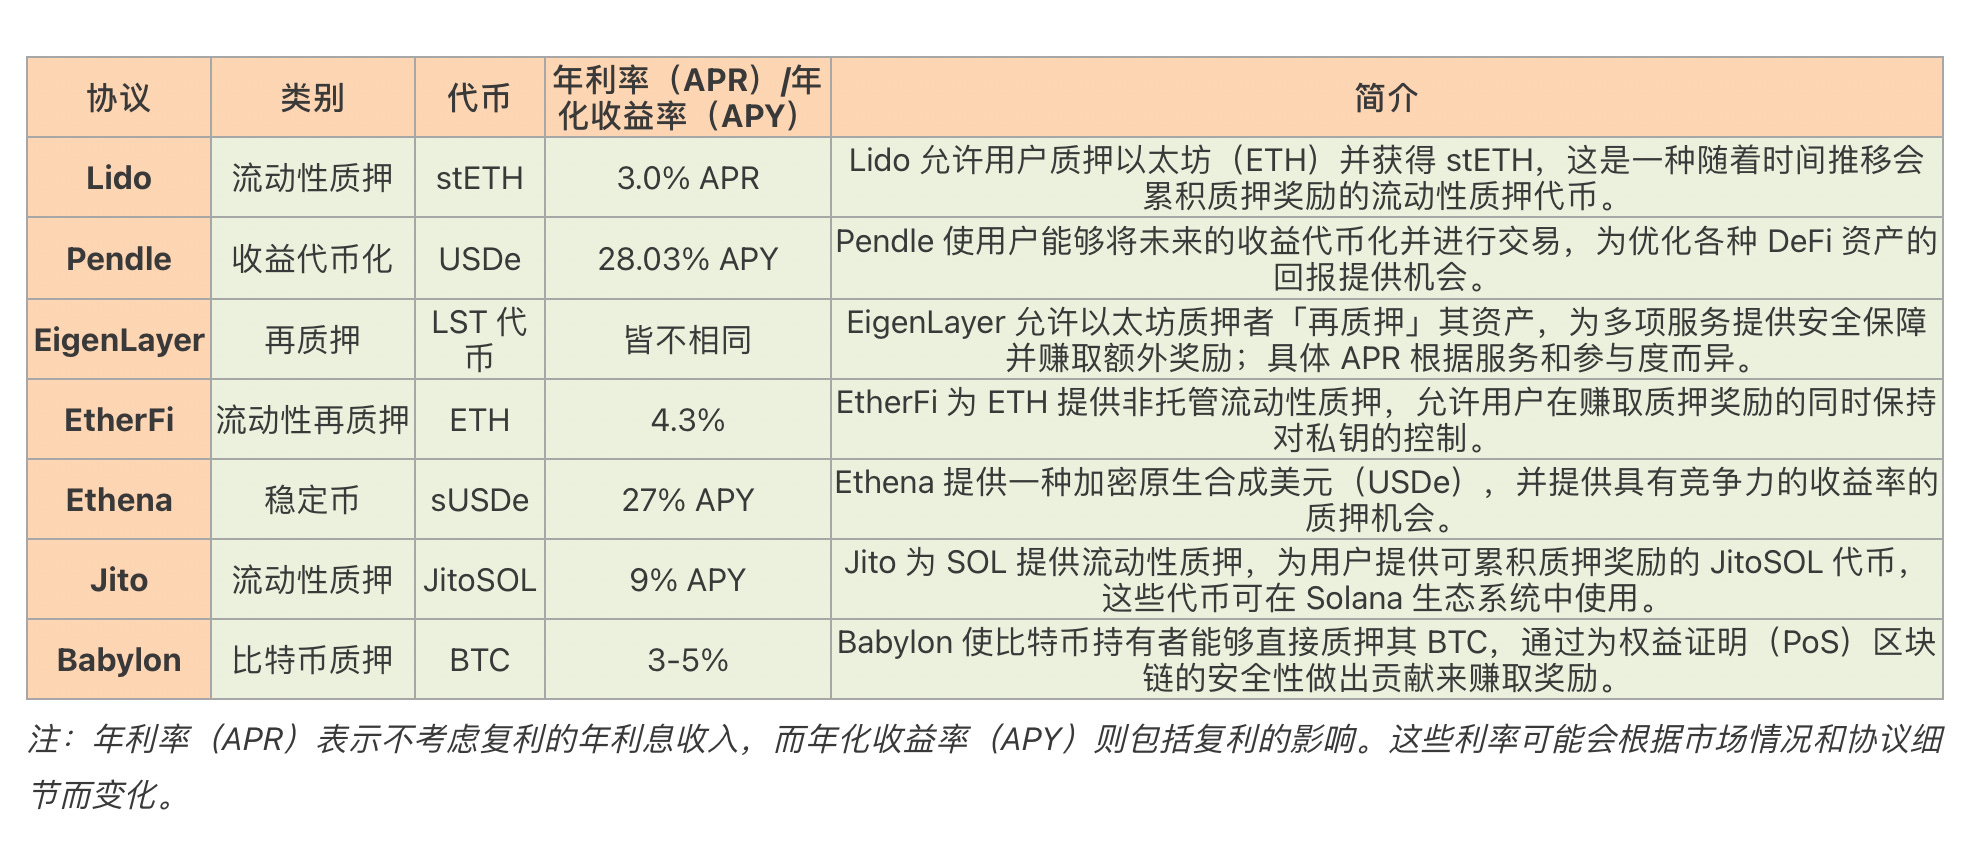 协议
类别
代币
年利率（APR）/年
化收益率（APY）
简介
Lido
流动性质押
stETH
3.0% APR
Lido 允许用户质押以太坊（ETH）并获得 stETH，这是一种随着时间推移会
累积质押奖励的流动性质押代币。
Pendle
收益代币化
USDe
28.03% APY
Pendle 使用户能够将未来的收益代币化并进行交易，为优化各种 DeFi 资产的
回报提供机会。
EigenLayer
再质押
LST 代
币
皆不相同
EigenLayer 允许以太坊质押者「再质押」其资产，为多项服务提供安全保障
并赚取额外奖励；具体 APR 根据服务和参与度而异。
EtherFi
流动性再质押
ETH
4.3%
EtherFi 为 ETH 提供非托管流动性质押，允许用户在赚取质押奖励的同时保持
对私钥的控制。
Ethena
稳定币
sUSDe
27% APY
Ethena 提供一种加密原生合成美元（USDe），并提供具有竞争力的收益率的
质押机会。
Jito
流动性质押
JitoSOL
9% APY
Jito 为 SOL 提供流动性质押，为用户提供可累积质押奖励的 JitoSOL 代币，
这些代币可在 Solana 生态系统中使用。
Babylon
比特币质押
BTC
3-5%
Babylon 使比特币持有者能够直接质押其 BTC，通过为权益证明（PoS）区块
链的安全性做出贡献来赚取奖励。
注：年利率（APR）表示不考虑复利的年利息收入，而年化收益率（APY）则包括复利的影响。这些利率可能会根据市场情况和协议细
节而变化。